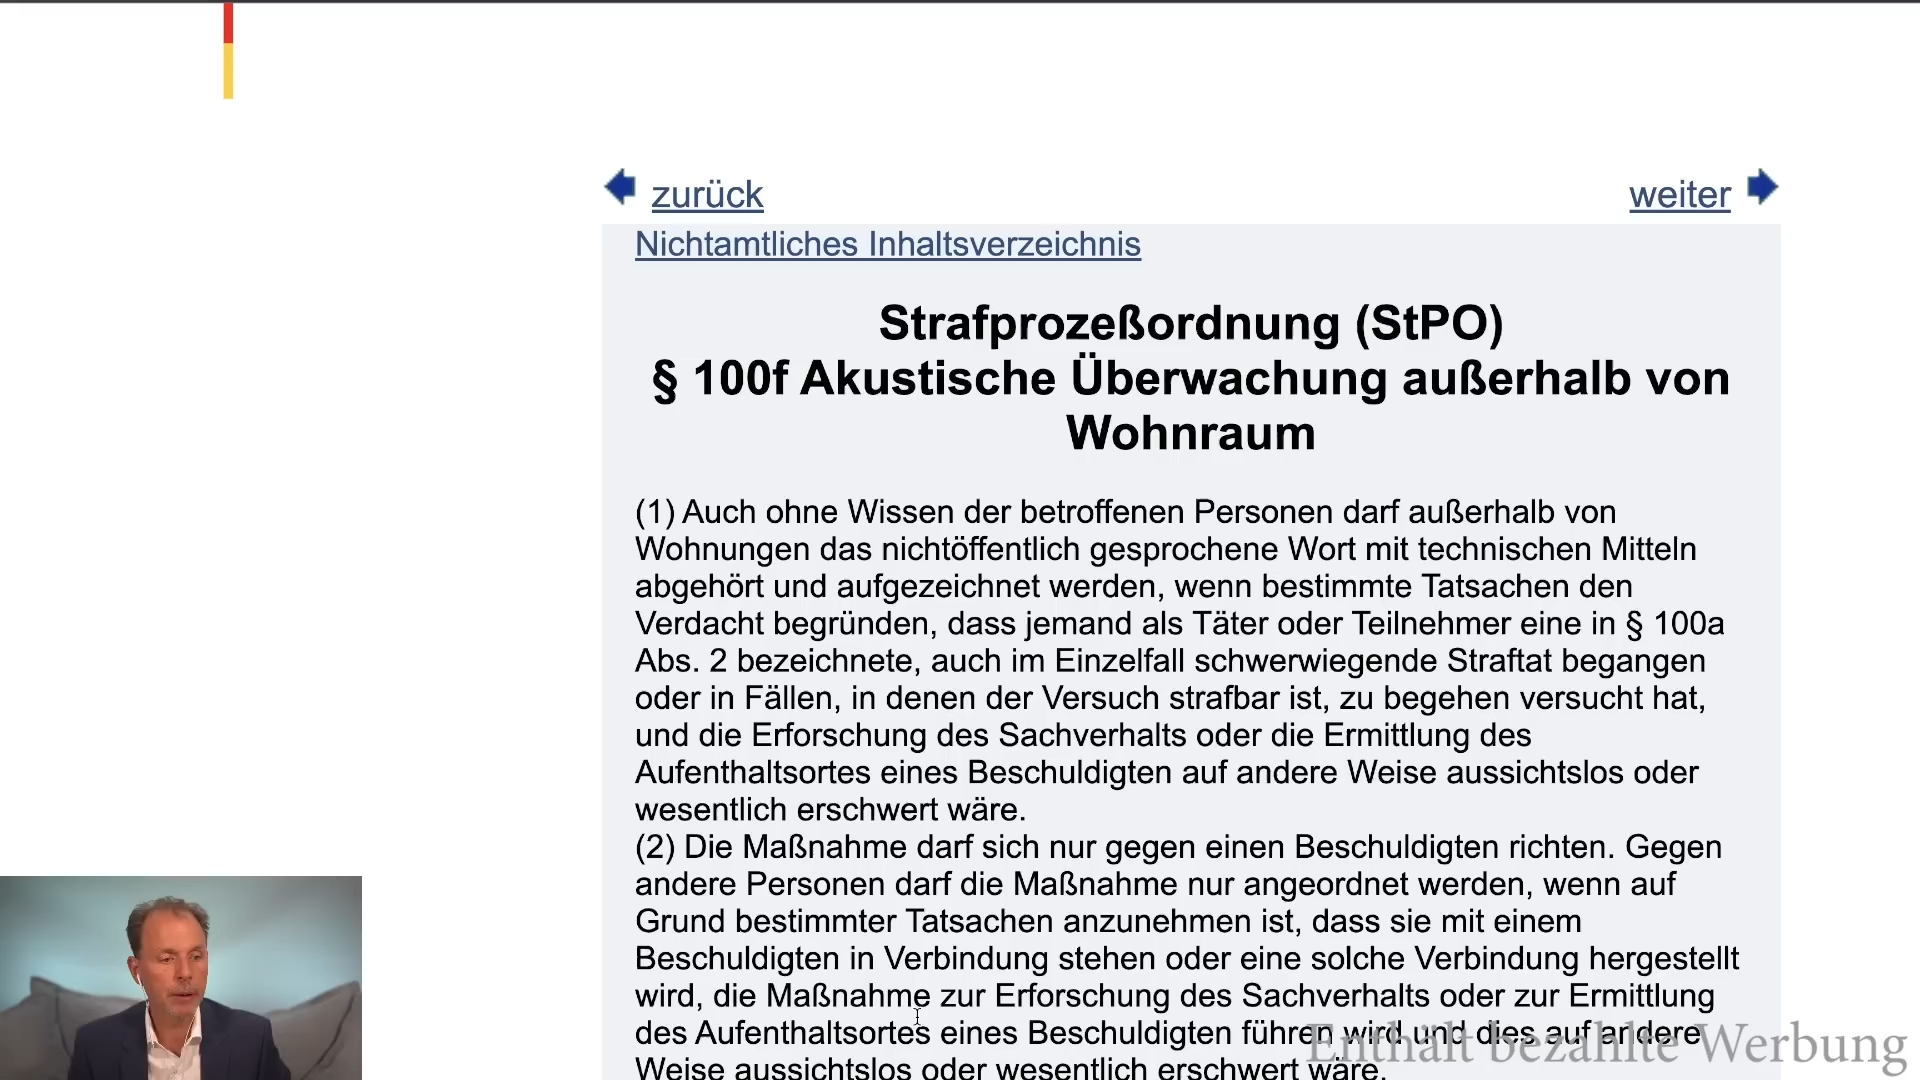 zurück
weiter
Nichtamtliches Inhaltsverzeichnis
Strafprozeßordnung (StPO)
§ 100f Akustische Überwachung außerhalb von
Wohnraum
(1) Auch ohne Wissen der betroffenen Personen darf außerhalb von
Wohnungen das nichtöffentlich gesprochene Wort mit technischen Mitteln
abgehört und aufgezeichnet werden, wenn bestimmte Tatsachen den
Verdacht begründen, dass jemand als Täter oder Teilnehmer eine in § 100a
Abs. 2 bezeichnete, auch im Einzelfall schwerwiegende Straftat begangen
oder in Fällen, in denen der Versuch strafbar ist, zu begehen versucht hat,
und die Erforschung des Sachverhalts oder die Ermittlung des
Aufenthaltsortes eines Beschuldigten auf andere Weise aussichtslos oder
wesentlich erschwert wäre.
(2) Die Maßnahme darf sich nur gegen einen Beschuldigten richten. Gegen
andere Personen darf die Maßnahme nur angeordnet werden, wenn auf
Grund bestimmter Tatsachen anzunehmen ist, dass sie mit einem
Beschuldigten in Verbindung stehen oder eine solche Verbindung hergestellt
wird, die Maßnahme zur Erforschung des Sachverhalts oder zur Ermittlung
des Aufenthaltsortes eines Beschuldigten führen wird und dies auf andere
Weise aussichtslos oder wesentlich erschwert wäre.
Enthält bezahlte Werbung